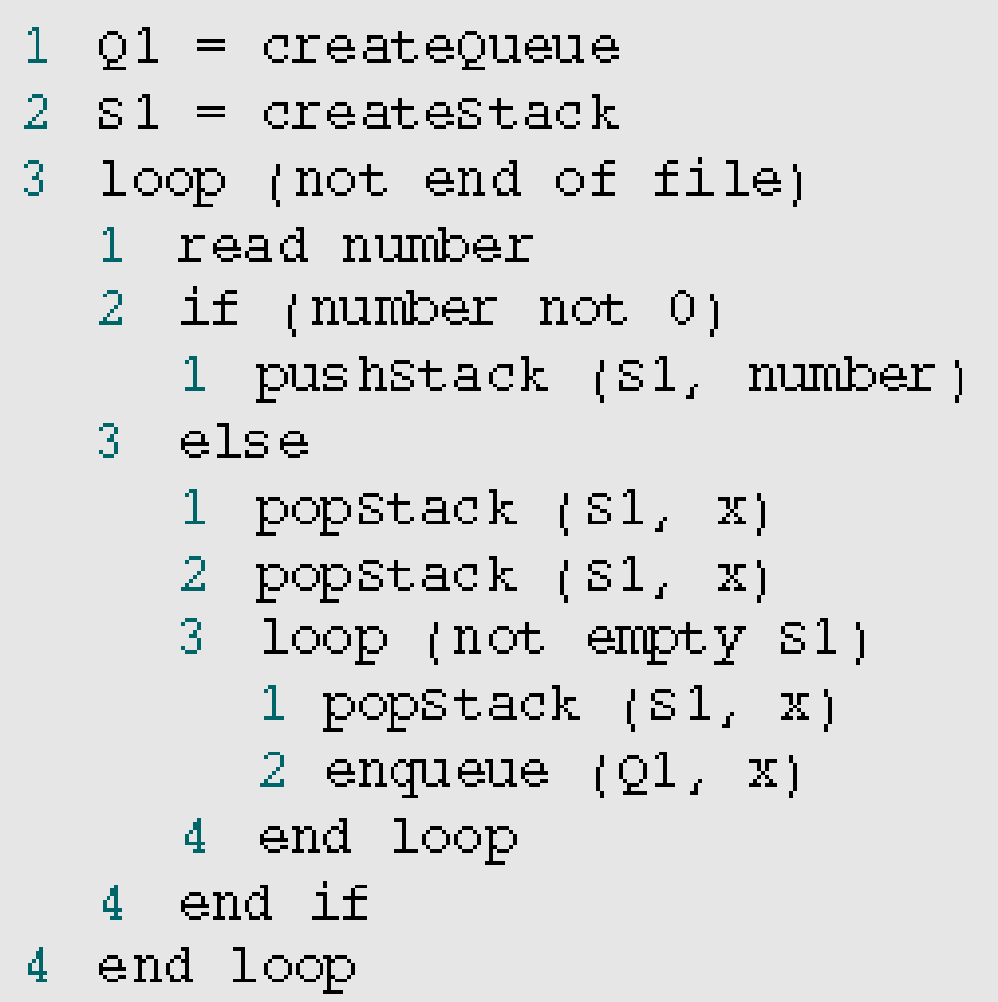 1 Q1 = createQueue
2 S1 = createStack
3 loop (not end of file)
1 read number
2 if (number not 0)
1 pushStack (S1, number)
3 else
1 popStack (S1, x)
2 popStack (S1, x)
3 loop (not empty S1)
1 popStack (S1, x)
2 enqueue (Q1, x)
4 end loop
4 end if
4 end loop